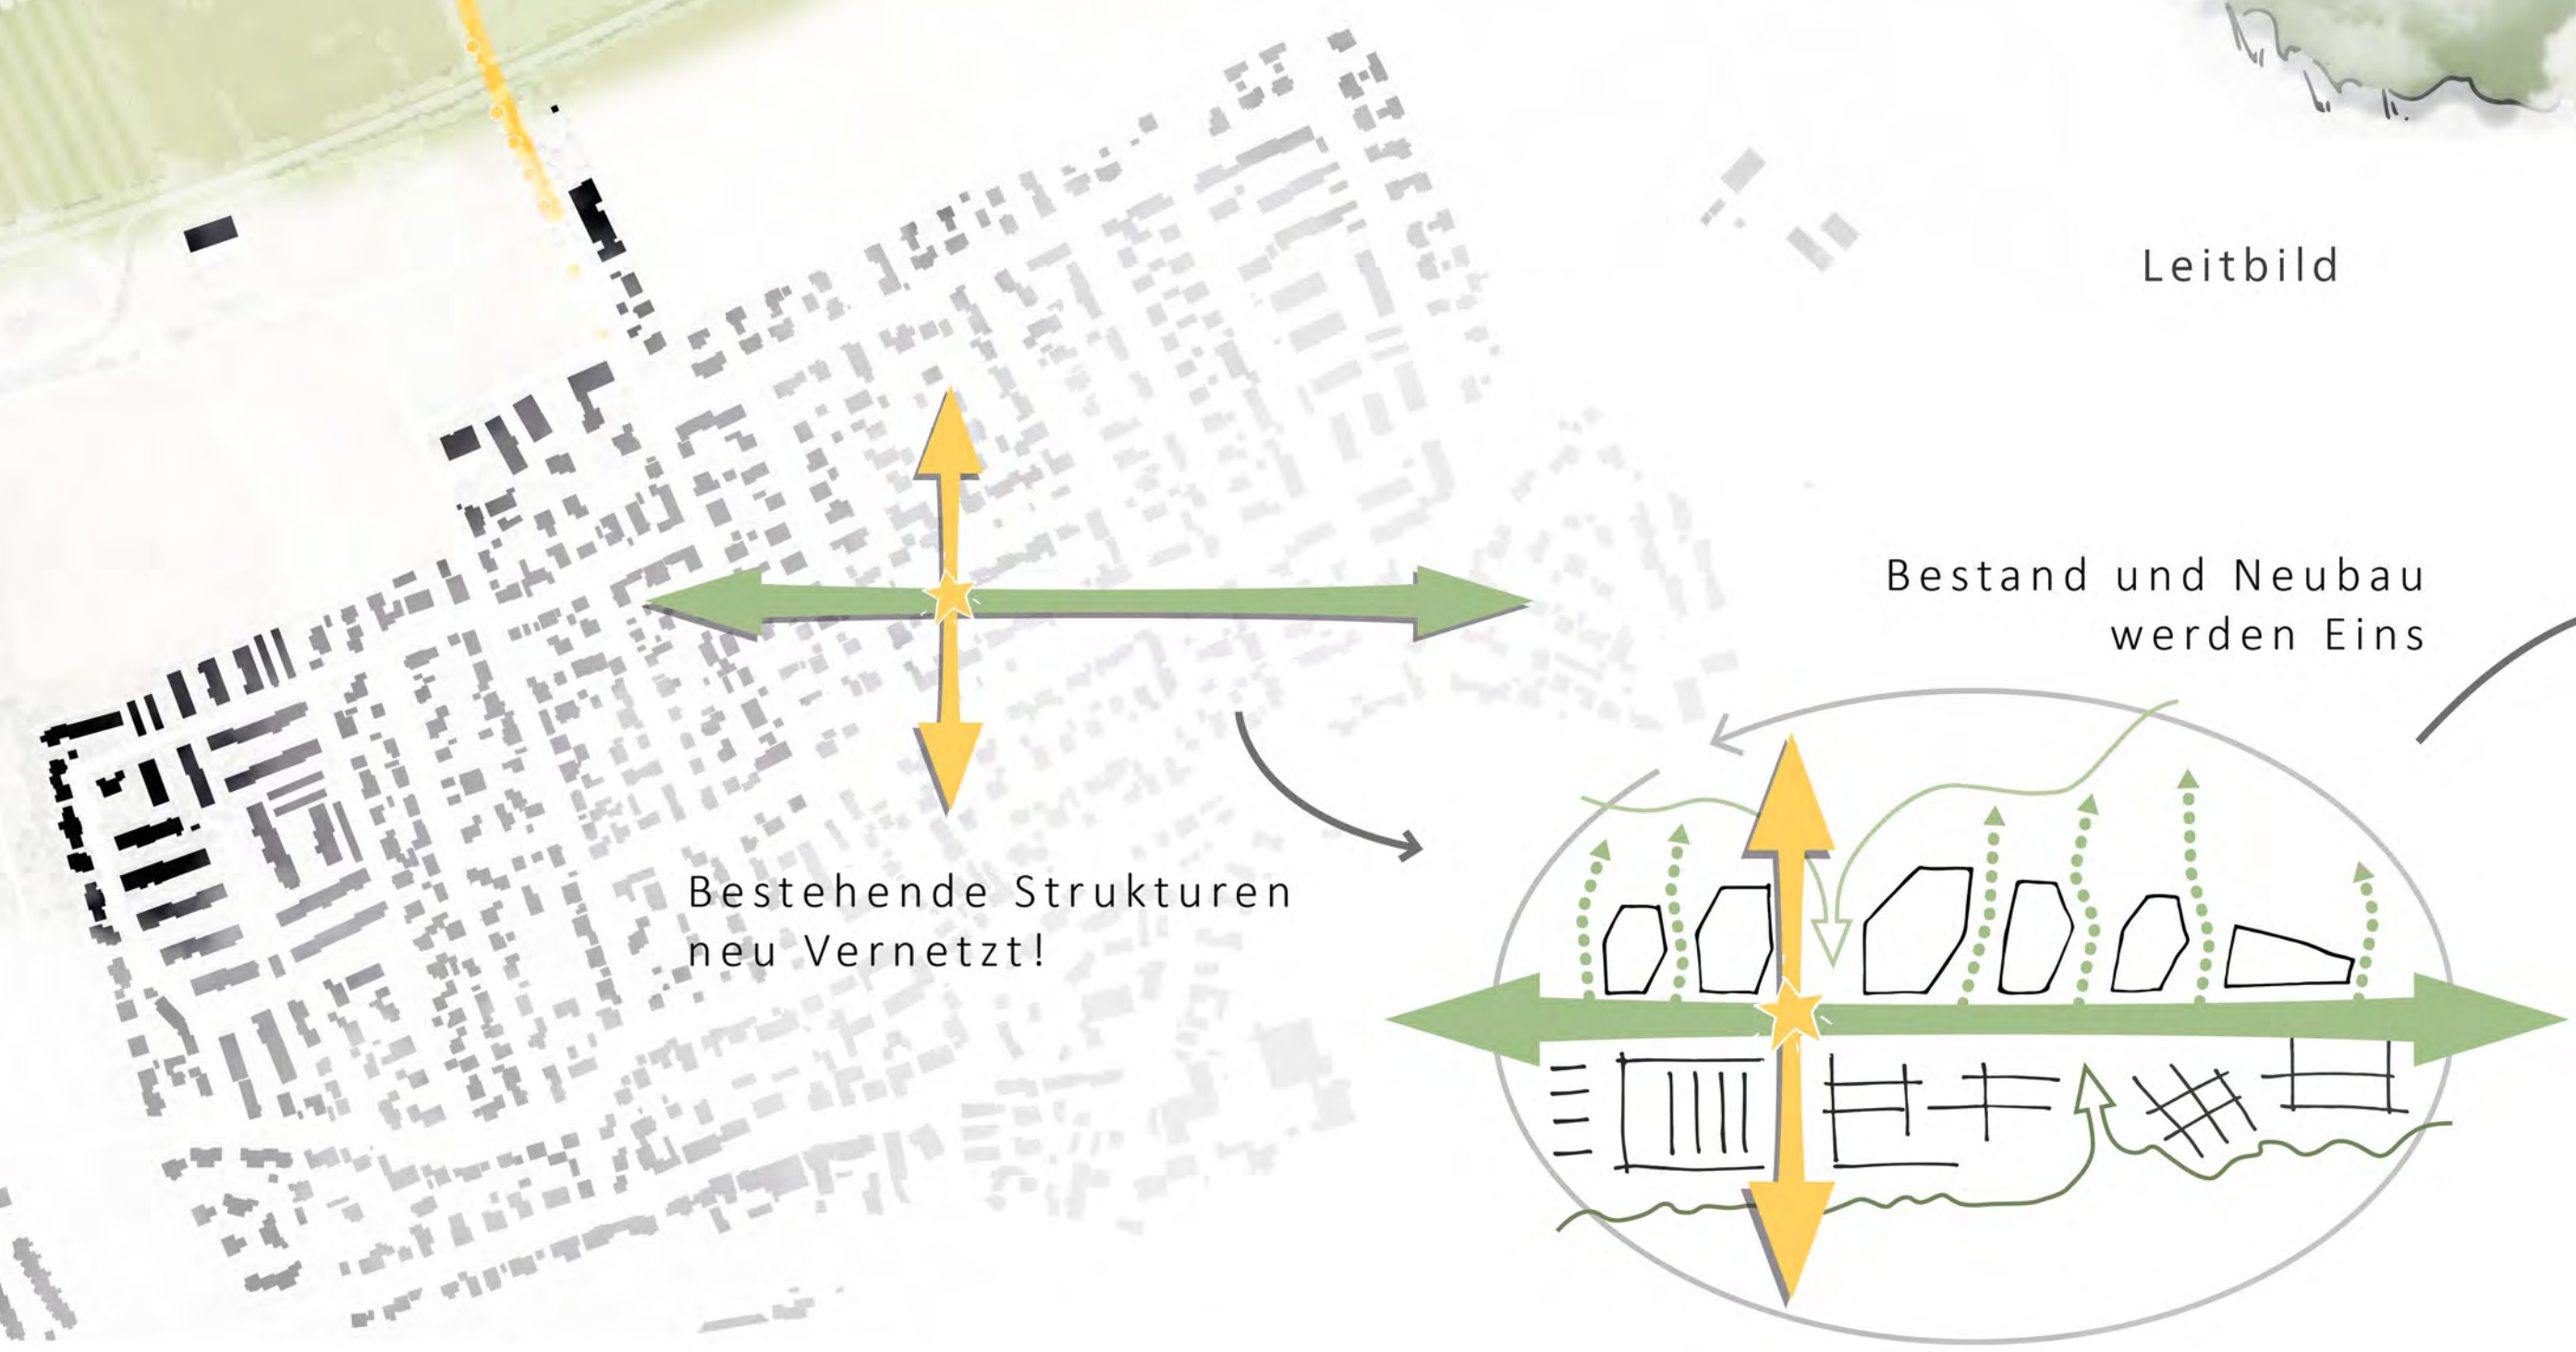 Leitbild
Bestand und Neubau
werden Eins
Bestehende Strukturen
neu Vernetzt!